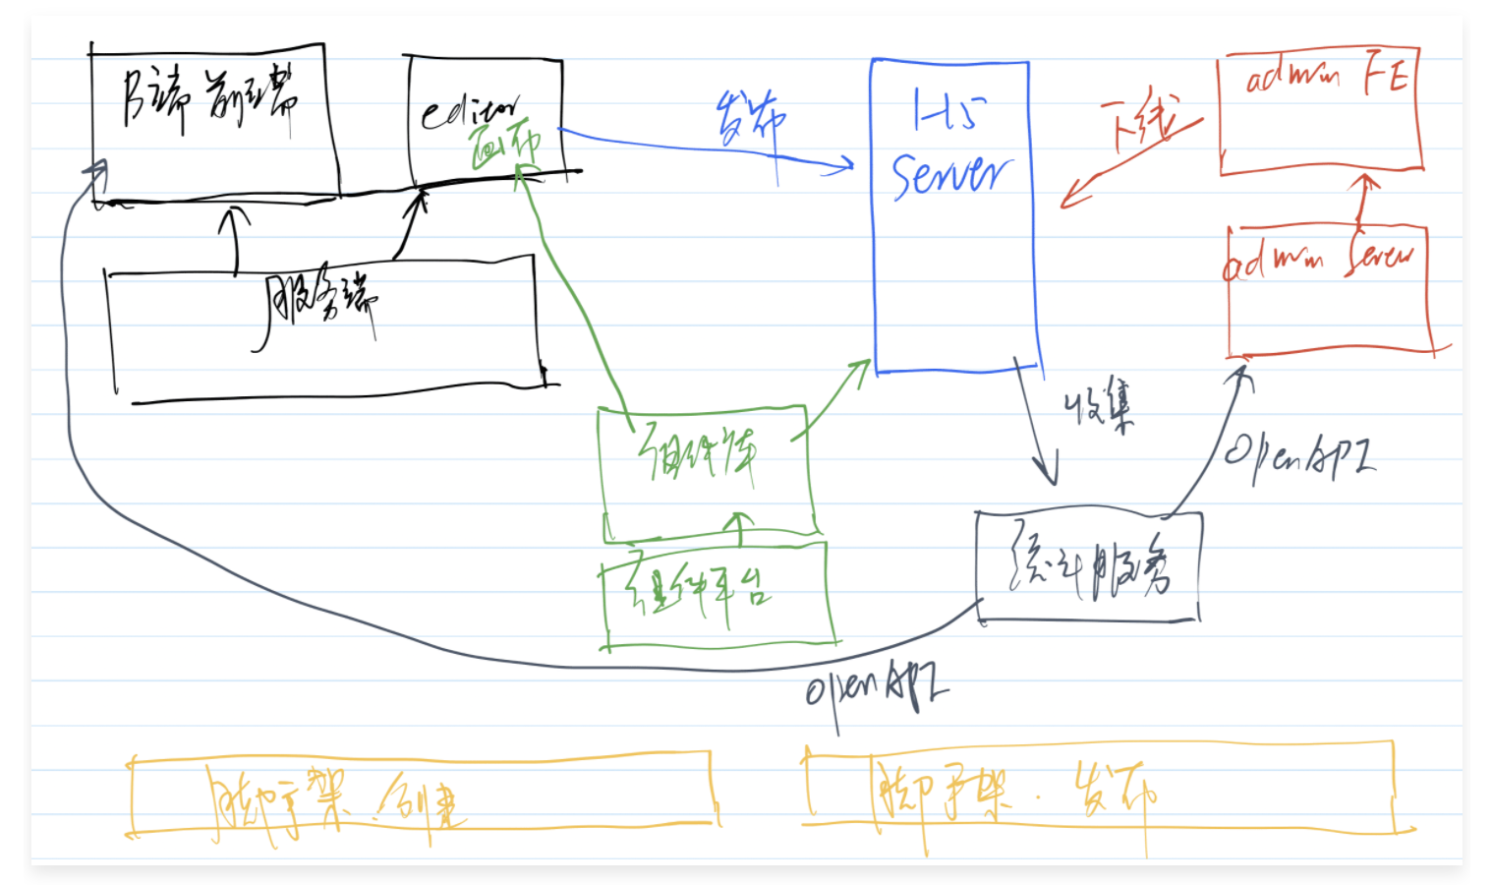 B端 前端
editor
画布
发布
H5
Server
下线
admin FE
admin Server
服务端
组件库
收集
OpenAPI
统计服务
组件平台
OpenAPI
脚手架.创建
脚手架.发布